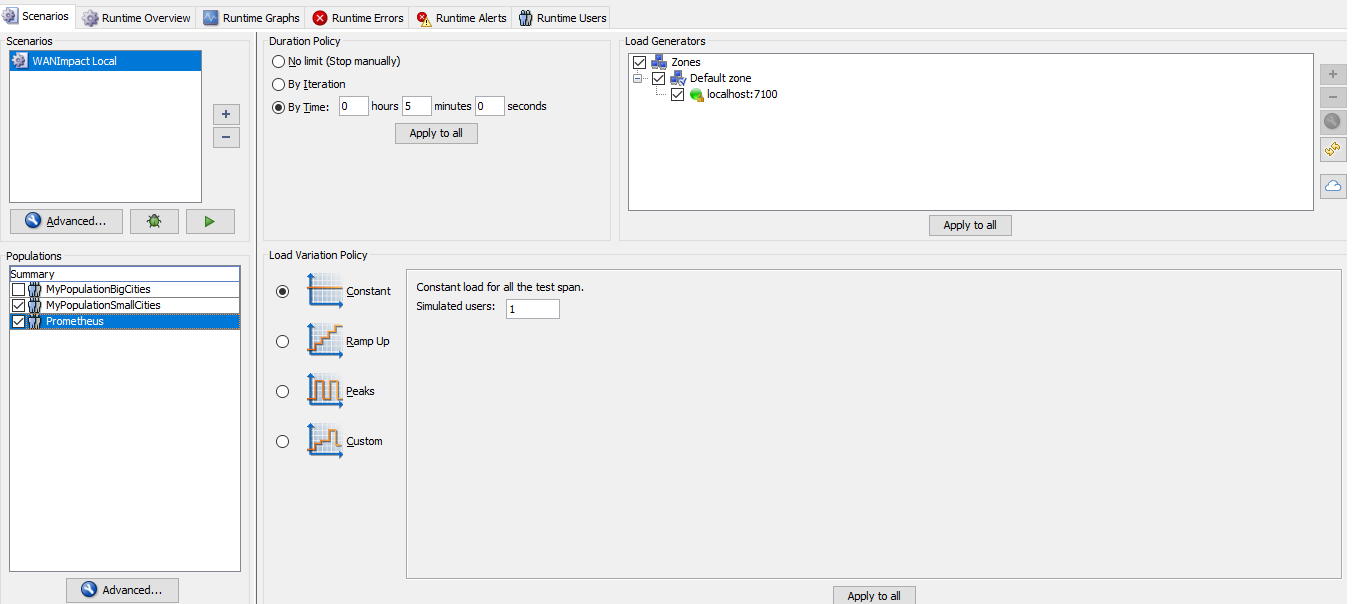 Scenarios Runtime Overview Runtime Graphs Runtime Errors Runtime Alerts Runtime Users
Scenarios
WANImpact Local
Advanced...
Populations
Summary
MyPopulationBigCities
MyPopulationSmallCities
Prometheus
Advanced...
Duration Policy
No limit (Stop manually)
By Iteration
By Time: 0 hours 5 minutes 0 seconds
Apply to all
Load Generators
Zones
Default zone
localhost:7100
Apply to all
Load Variation Policy
Constant
Ramp Up
Peaks
Custom
Constant load for all the test span.
Simulated users: 1
Apply to all